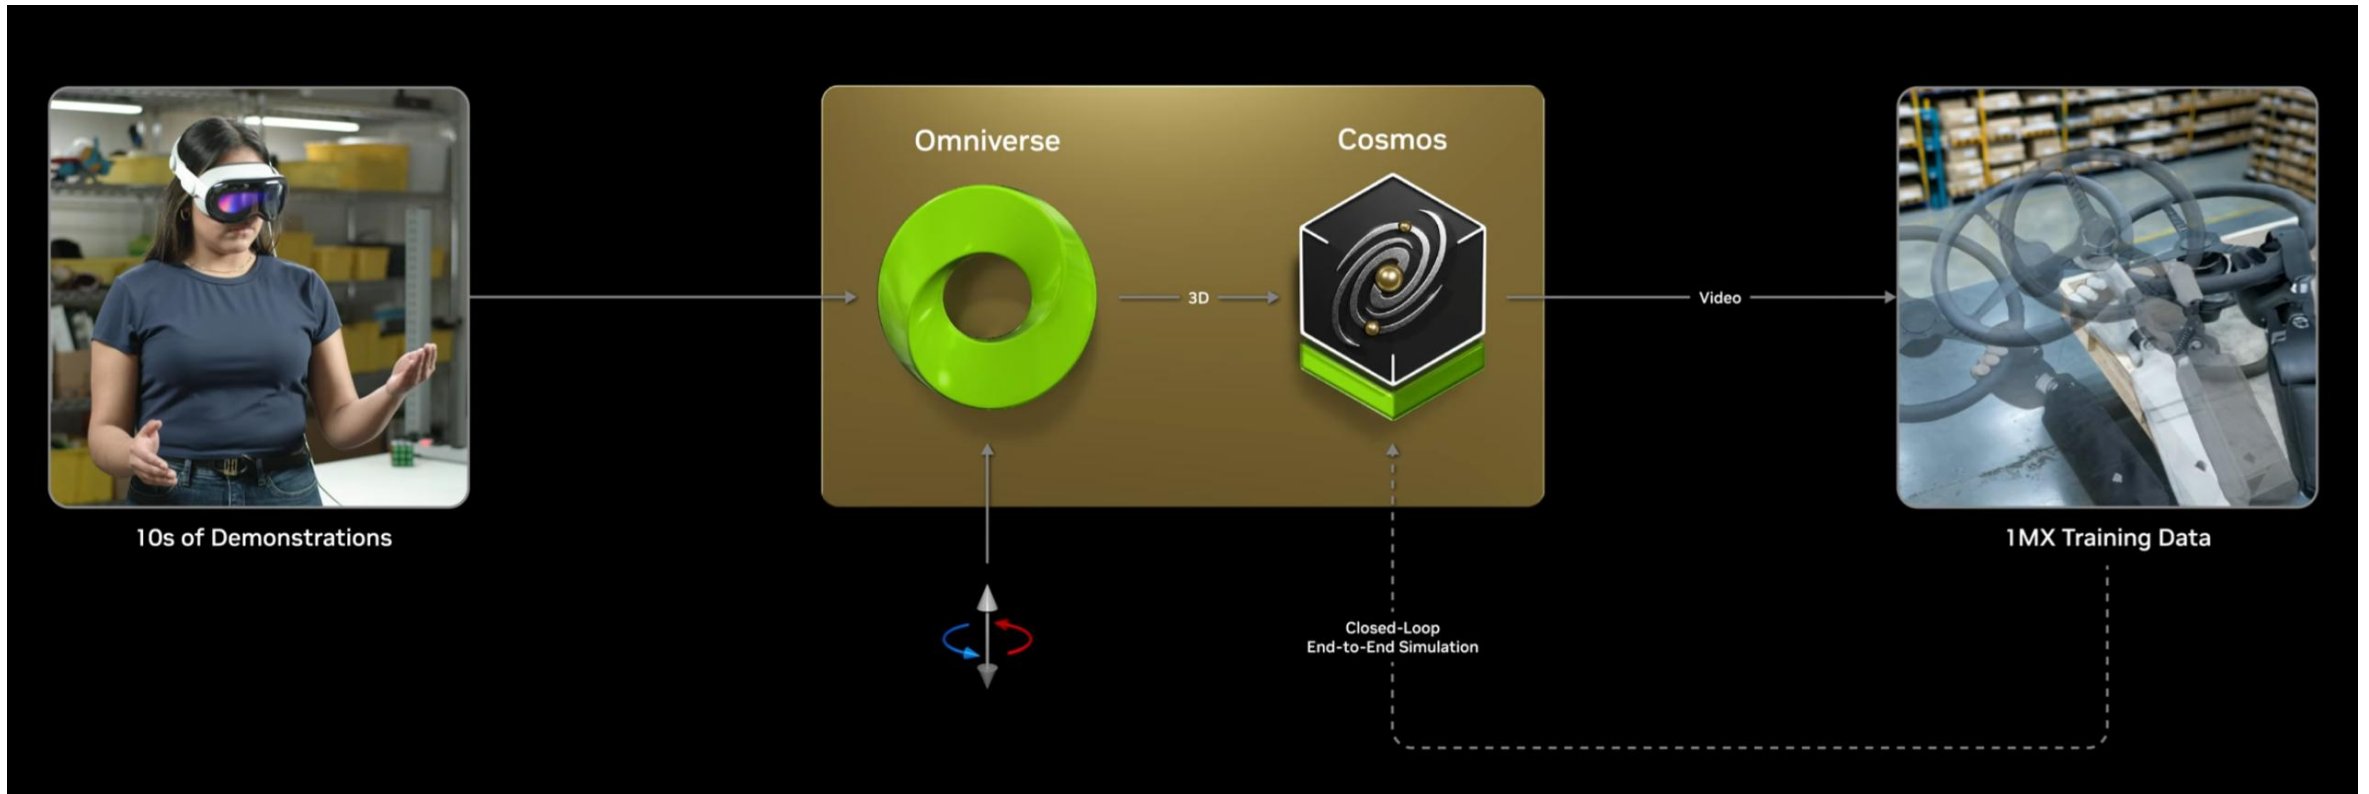 Omniverse
Cosmos
3D
Video
10s of Demonstrations
1MX Training Data
Closed-Loop
End-to-End Simulation